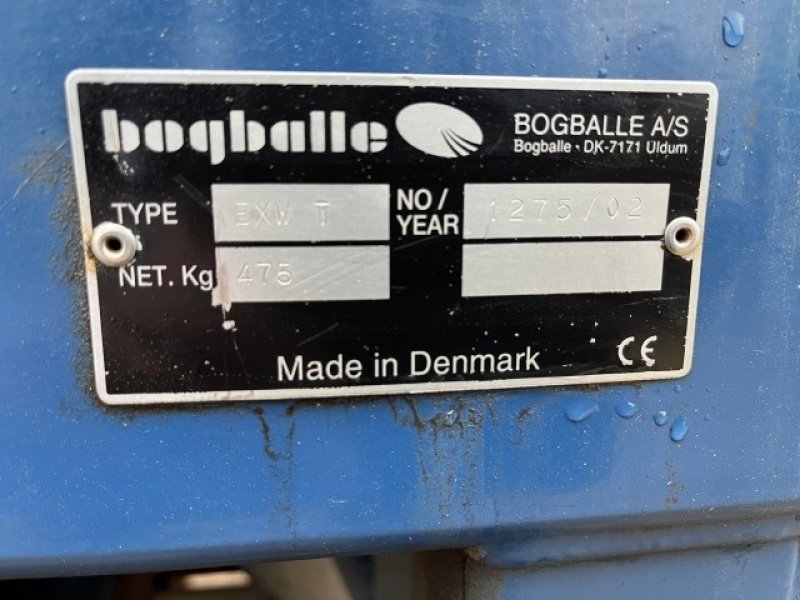 bogballe
BOGBALLE A/S
Bogballe · DK-7171 Uldum
TYPE EXW T
NO / YEAR 1275/02
NET. Kg 475
Made in Denmark CE